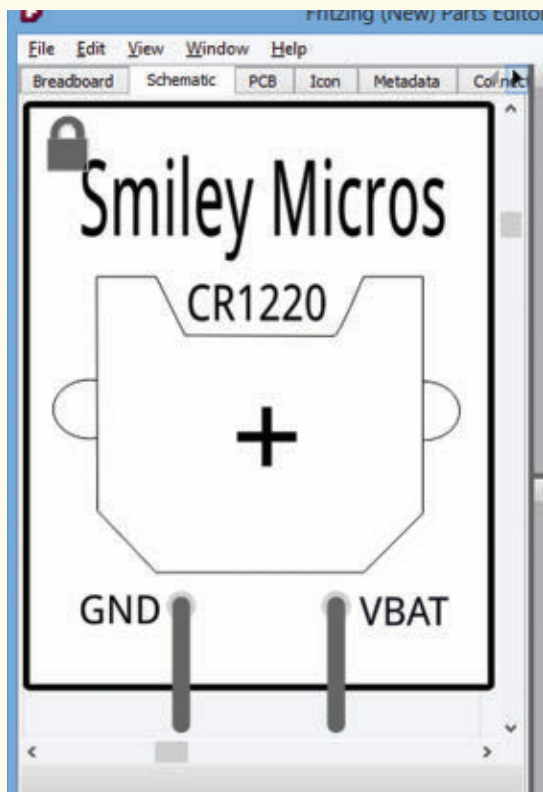 Fritzing (New) Parts Editor
File Edit View Window Help
Breadboard Schematic PCB Icon Metadata
Smiley Micros
CR1220
+
GND VBAT